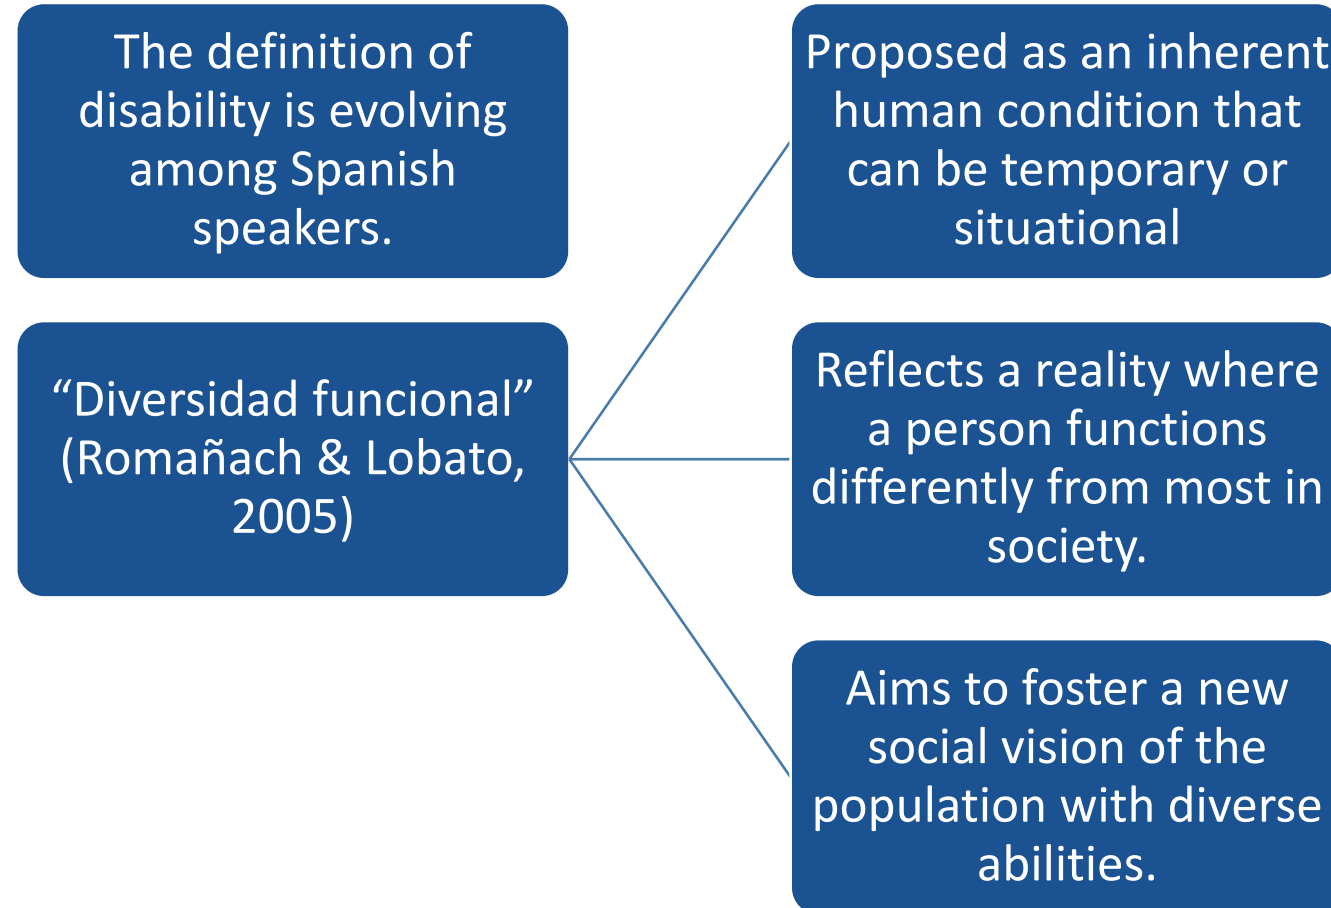 The definition of
disability is evolving
among Spanish
speakers.
“Diversidad funcional”
(Romañach & Lobato,
2005)
Proposed as an inherent
human condition that
can be temporary or
situational
Reflects a reality where
a person functions
differently from most in
society.
Aims to foster a new
social vision of the
population with diverse
abilities.